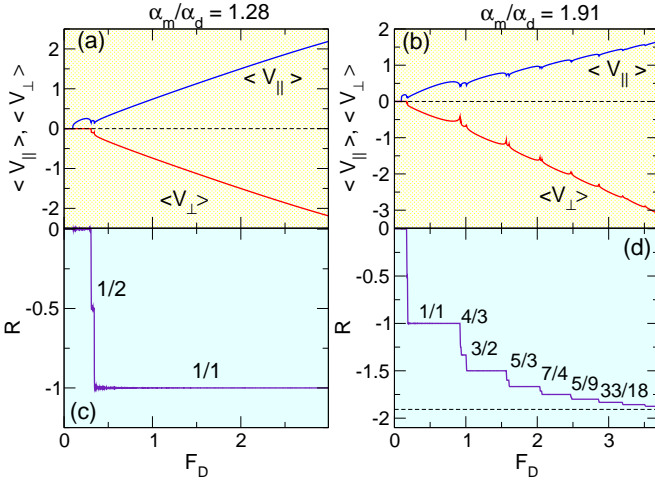 α_m/α_d = 1.28
α_m/α_d = 1.91
(a)
< V_|| >
<V_⊥>
< V_|| >, < V_⊥ >
2
1
0
-1
-2
(b)
< V_|| >
<V_⊥>
< V_|| >, < V_⊥ >
2
1
0
-1
-2
-3
(c)
1/2
1/1
R
0
-0.5
-1
0
1
2
3
F_D
(d)
1/1
4/3
3/2
5/3
7/4
5/9
33/18
R
0
-0.5
-1
-1.5
-2
0
1
2
3
F_D